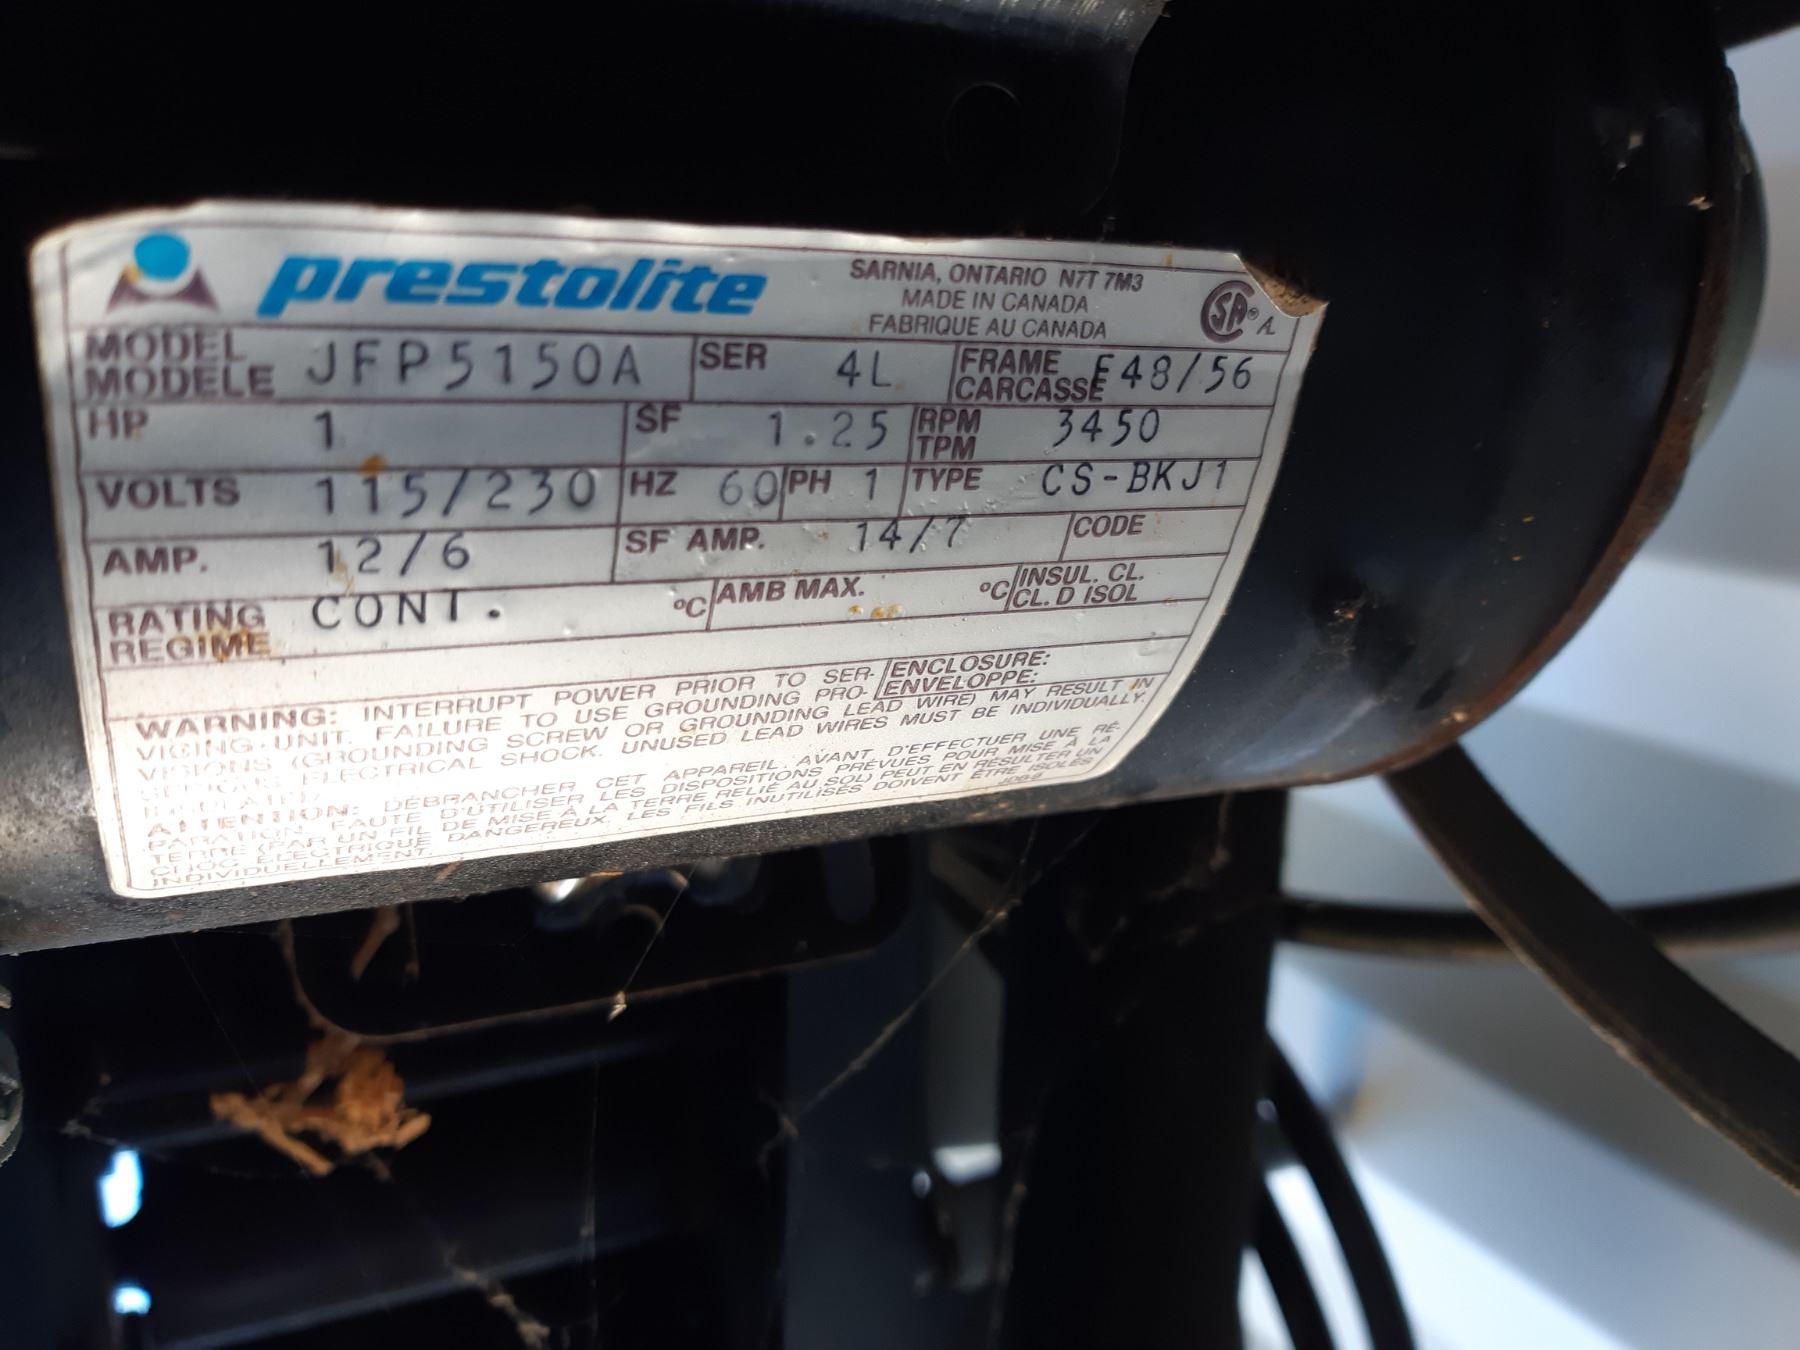 prestolite
SARNIA, ONTARIO N7T 7M3
MADE IN CANADA
FABRIQUE AU CANADA
MODEL
MODELE JFP5150A
SER 4L
FRAME
CARCASSE F48/56
HP 1
SF 1.25
RPM
TPM 3450
VOLTS 115/230
HZ 60
PH 1
TYPE CS-BKJ1
AMP. 12/6
SF AMP. 14/7
CODE
RATING
REGIME CONT. °C
AMB MAX. °C
INSUL. CL.
CL. D ISOL
ENCLOSURE:
ENVELOPPE:
WARNING: INTERRUPT POWER PRIOR TO SER-
VICING UNIT. FAILURE TO USE GROUNDING PRO-
VISIONS (GROUNDING SCREW OR GROUNDING LEAD WIRE) MAY RESULT IN
SERIOUS ELECTRICAL SHOCK. UNUSED LEAD WIRES MUST BE INDIVIDUALLY
INSULATED.
ATTENTION: DÉBRANCHER CET APPAREIL AVANT D'EFFECTUER UNE RÉ-
PARATION. FAUTE D'UTILISER LES DISPOSITIONS PRÉVUES POUR MISE À LA
TERRE (PAR UN FIL DE MISE À LA TERRE RELIÉ AU SOL) PEUT EN RÉSULTER UN
CHOC ÉLECTRIQUE DANGEREUX. LES FILS INUTILISÉS DOIVENT ÊTRE ISOLÉS
INDIVIDUELLEMENT.